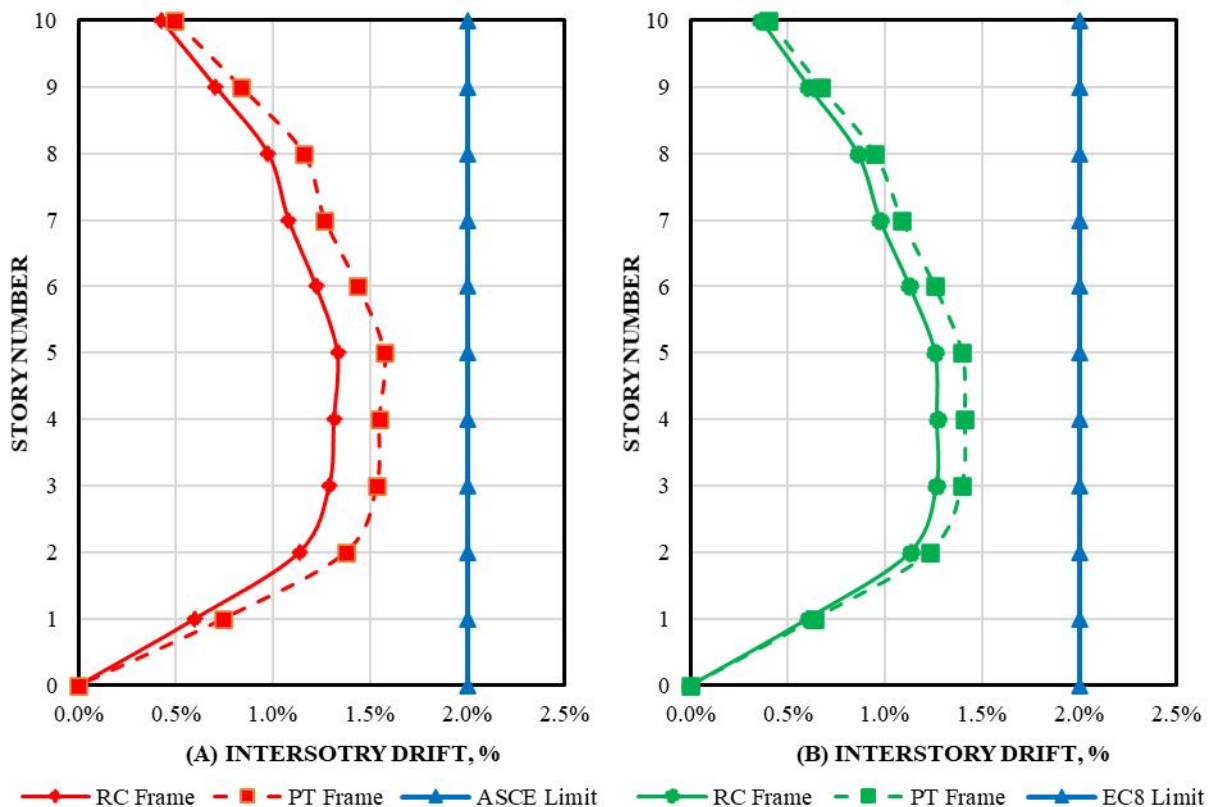 10
9
8
7
6
5
4
3
2
1
0
STORY NUMBER
0.0% 0.5% 1.0% 1.5% 2.0% 2.5%
(A) INTERSOTRY DRIFT, %
RC Frame PT Frame ASCE Limit
10
9
8
7
6
5
4
3
2
1
0
STORY NUMBER
0.0% 0.5% 1.0% 1.5% 2.0% 2.5%
(B) INTERSTORY DRIFT, %
RC Frame PT Frame EC8 Limit